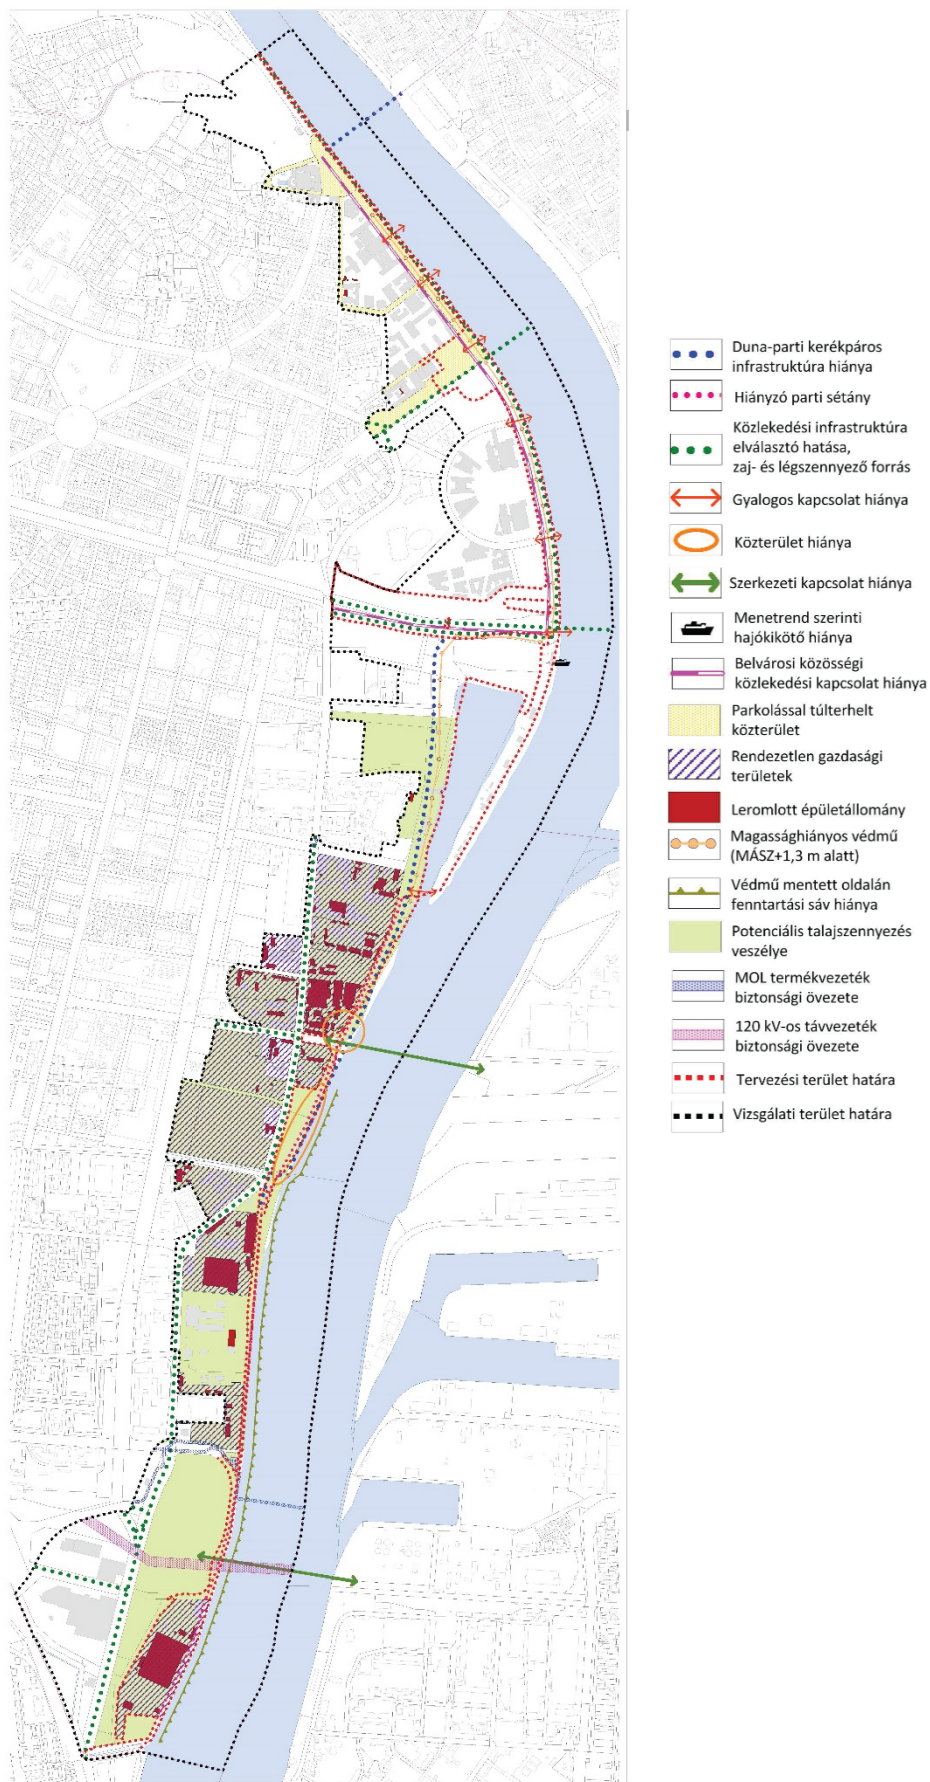 Duna-parti kerékpáros
infrastruktúra hiánya
Hiányzó parti sétány
Közlekedési infrastruktúra
elválasztó hatása,
zaj- és légszennyező forrás
Gyalogos kapcsolat hiánya
Közterület hiánya
Szerkezeti kapcsolat hiánya
Menetrend szerinti
hajókikötő hiánya
Belvárosi közösségi
közlekedési kapcsolat hiánya
Parkolással túlterhelt
közterület
Rendezetlen gazdasági
területek
Leromlott épületállomány
Magassághiányos védmű
(MÁSZ+1,3 m alatt)
Védmű mentett oldalán
fenntartási sáv hiánya
Potenciális talajszennyezés
veszélye
MOL termékvezeték
biztonsági övezete
120 kV-os távvezeték
biztonsági övezete
Tervezési terület határa
Vizsgálati terület határa